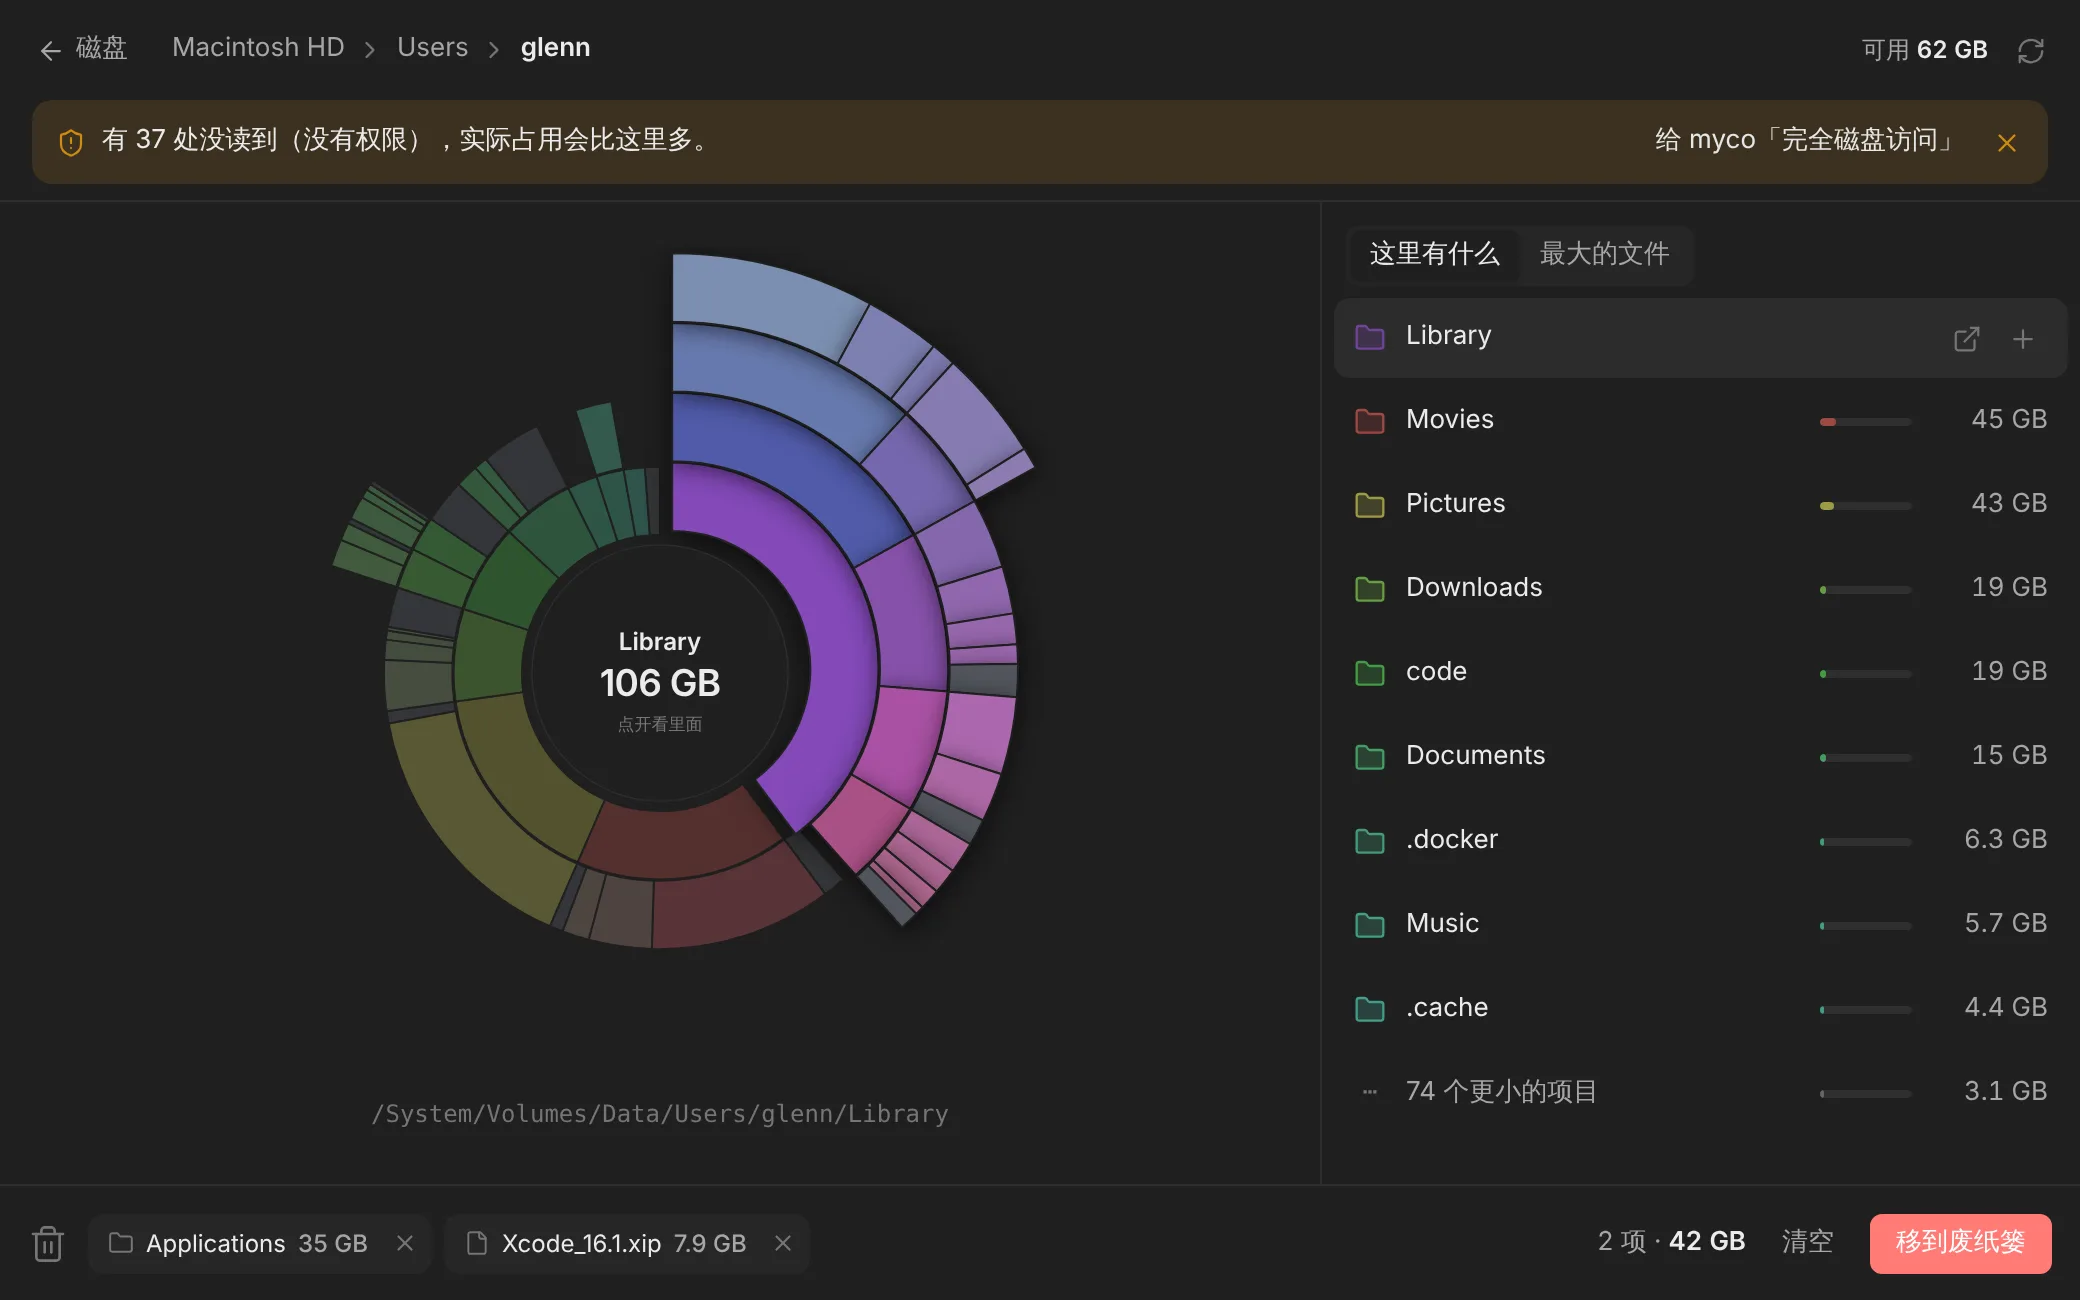 磁盘 Macintosh HD Users glenn 可用 62 GB
有 37 处没读到（没有权限），实际占用会比这里多。 给 myco「完全磁盘访问」
这里有什么 最大的文件
Library
Movies 45 GB
Pictures 43 GB
Downloads 19 GB
code 19 GB
Documents 15 GB
.docker 6.3 GB
Music 5.7 GB
.cache 4.4 GB
74 个更小的项目 3.1 GB
Library
106 GB
点开看里面
/System/Volumes/Data/Users/glenn/Library
Applications 35 GB Xcode_16.1.xip 7.9 GB 2 项 · 42 GB 清空 移到废纸篓